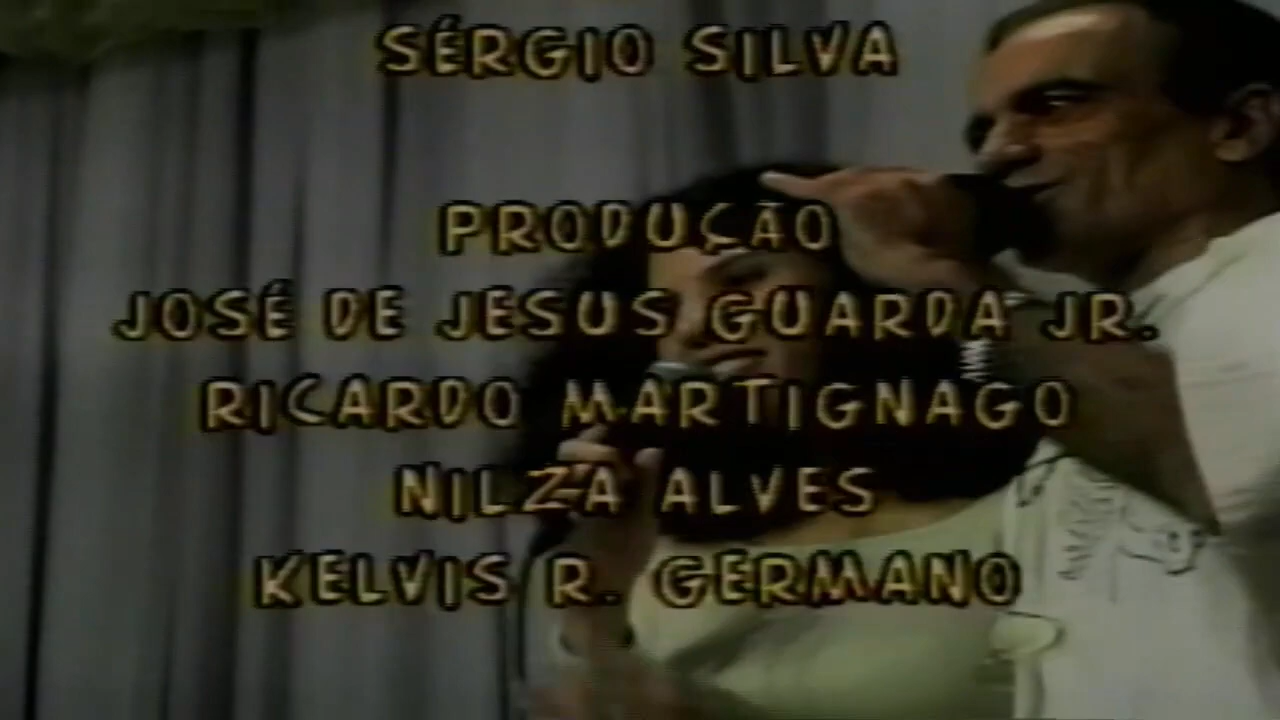 SÉRGIO SILVA
PRODUÇÃO
JOSÉ DE JESUS GUARDA JR.
RICARDO MARTIGNAGO
NILZA ALVES
KELVIS R. GERMANO